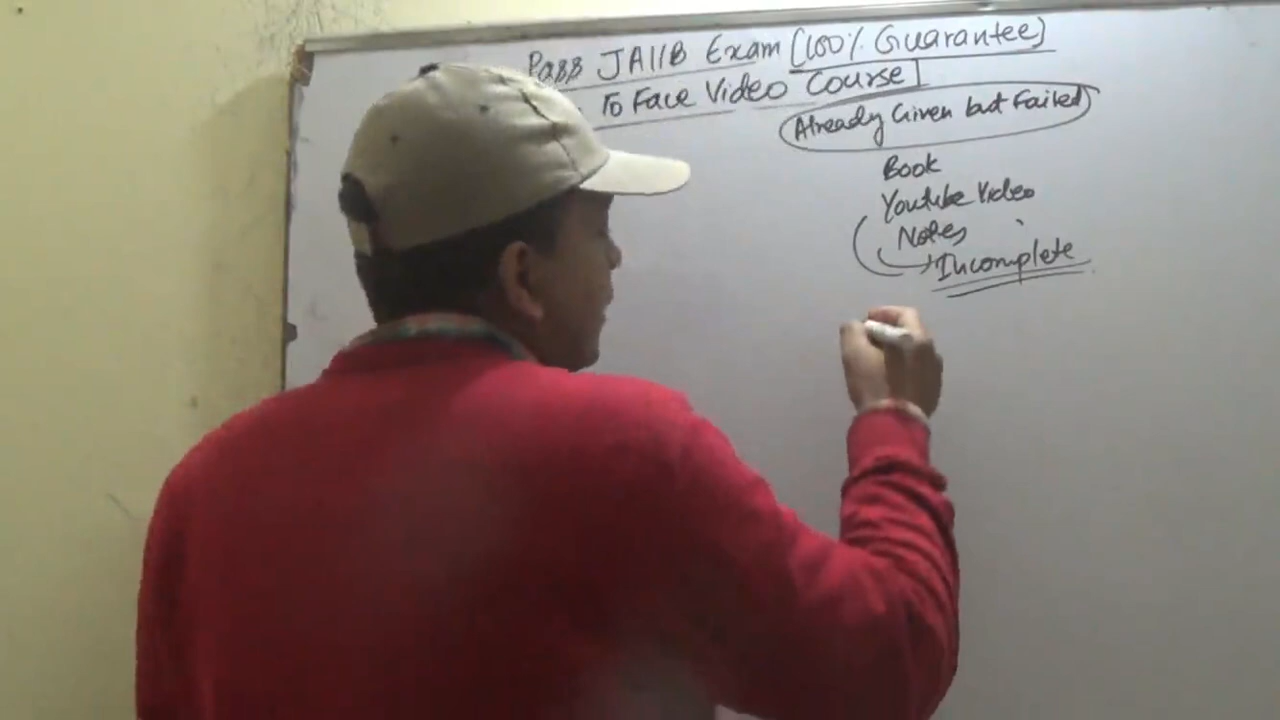 Pass JAIIB Exam [100% Guarantee]
To Face Video Course]
Already Given but Failed
Book
Youtube Video
Notes
Incomplete